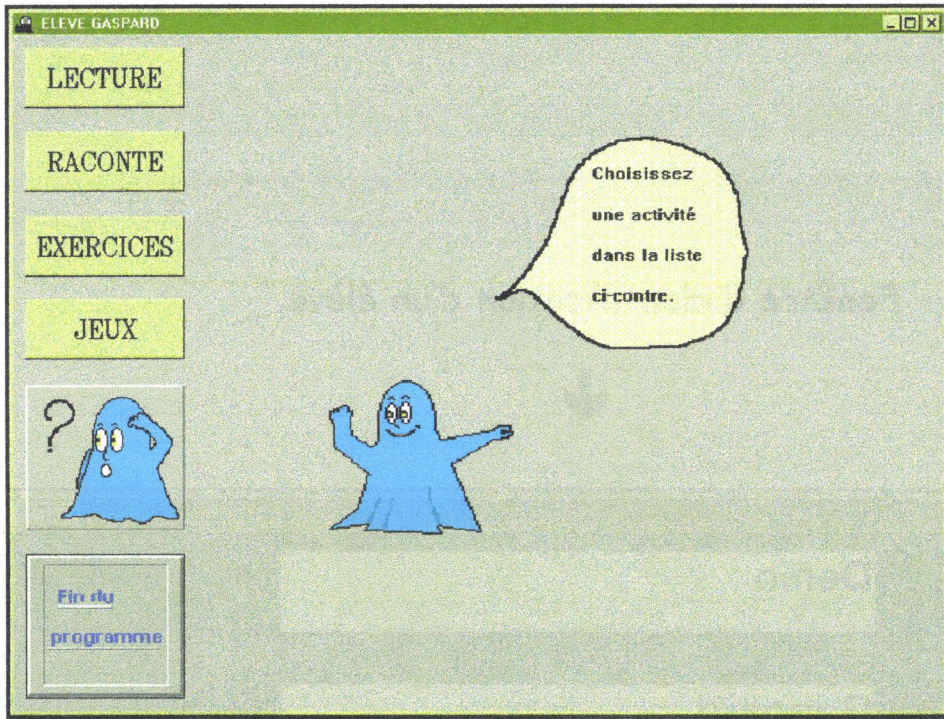 ELEVE GASPARD
LECTURE
RACONTE
EXERCICES
JEUX
?
Fin du
programme
Choisissez
une activité
dans la liste
ci-contre.